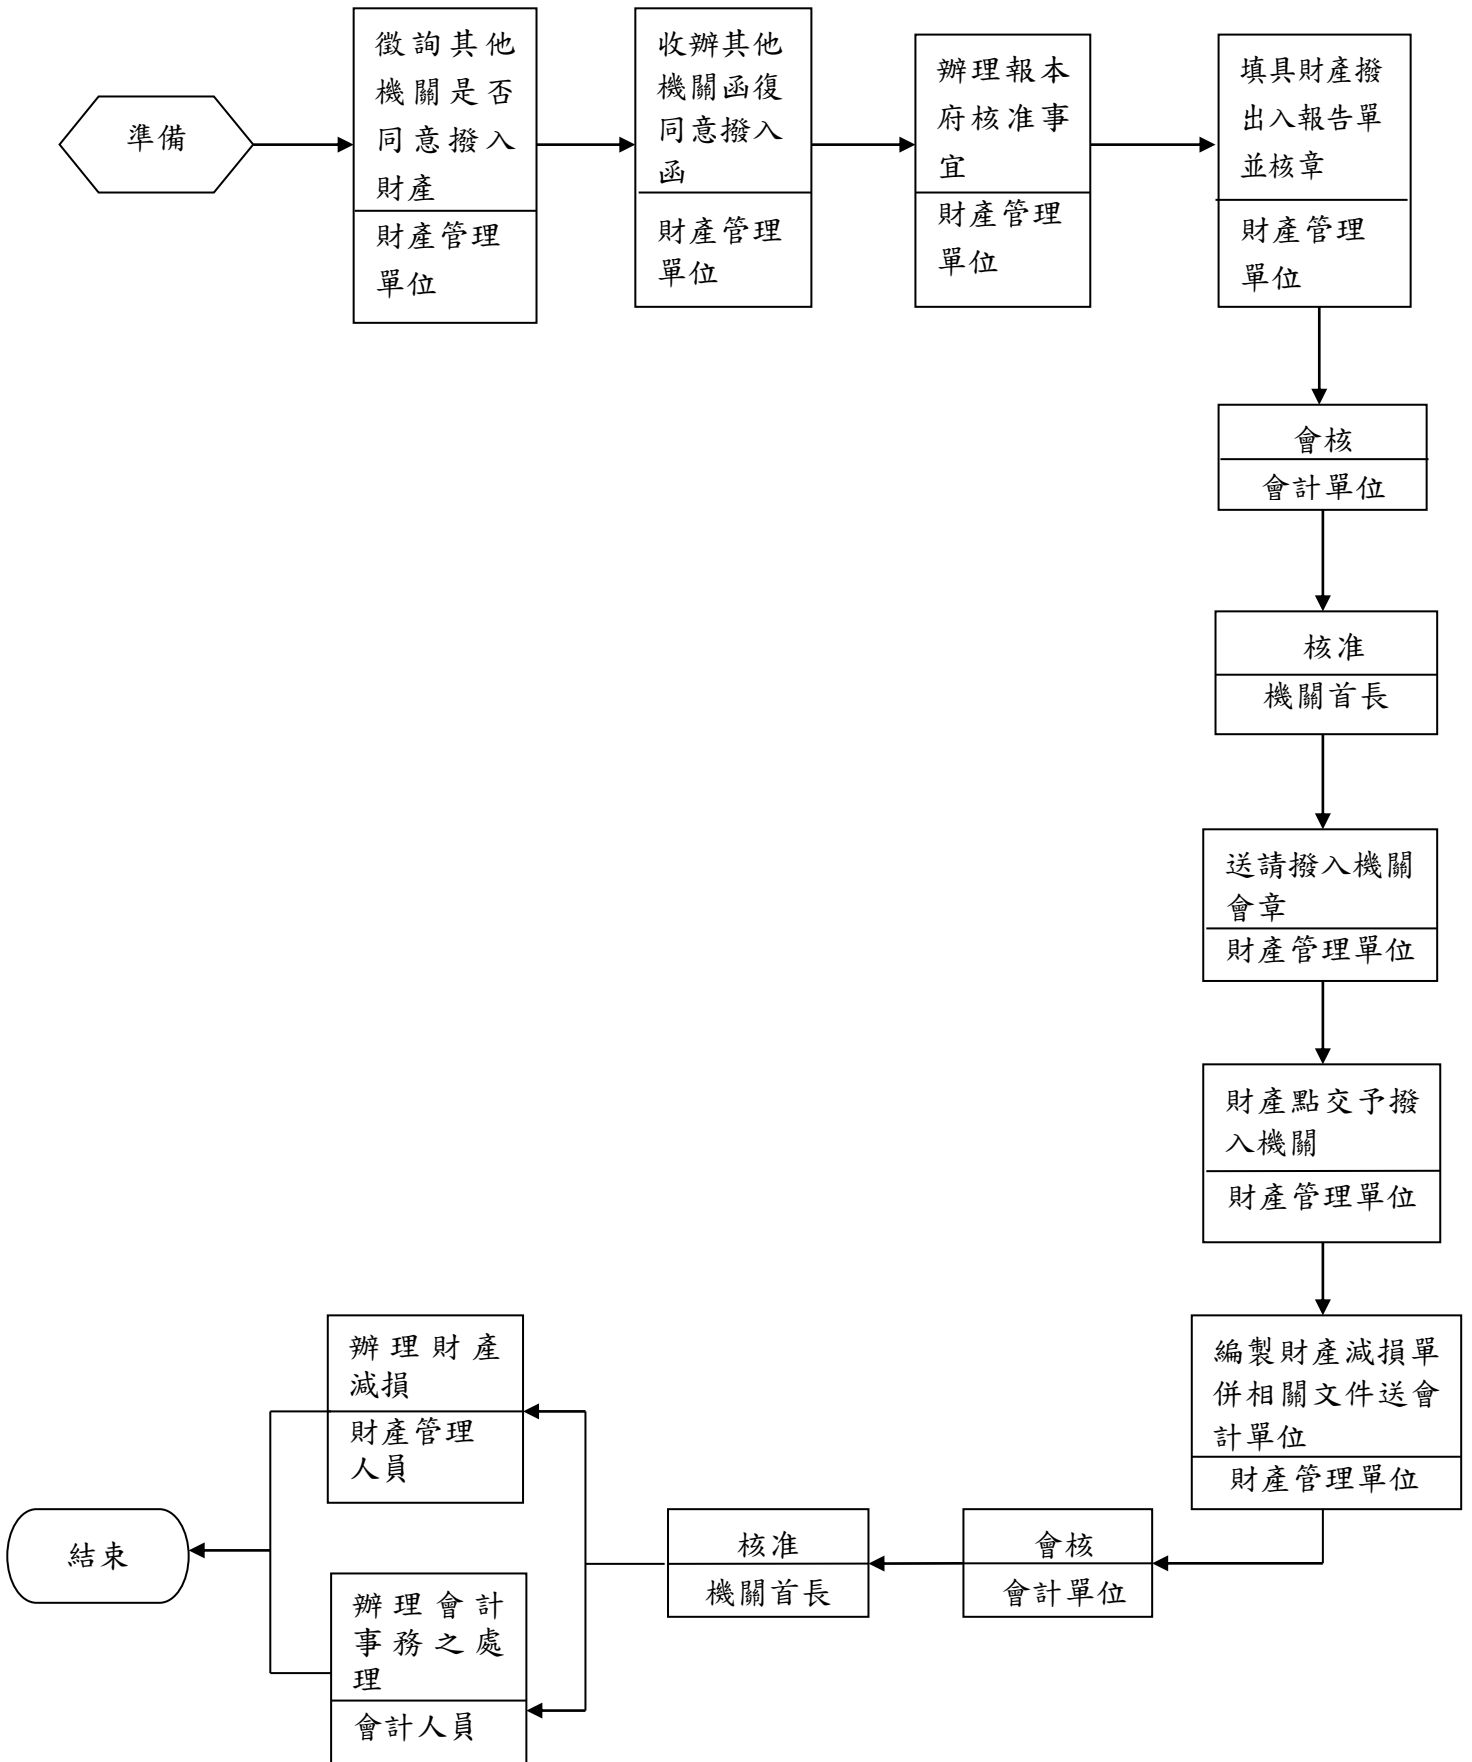 準備
徵詢其他
機關是否
同意撥入
財產
財產管理
單位
收辦其他
機關函復
同意撥入
函
財產管理
單位
辦理報本
府核准事
宜
財產管理
單位
填具財產撥
出入報告單
並核章
財產管理
單位
會核
會計單位
核准
機關首長
送請撥入機關
會章
財產管理單位
財產點交予撥
入機關
財產管理單位
編製財產減損單
併相關文件送會
計單位
財產管理單位
會核
會計單位
核准
機關首長
辦理財產
減損
財產管理
人員
辦理會計
事務之處
理
會計人員
結束